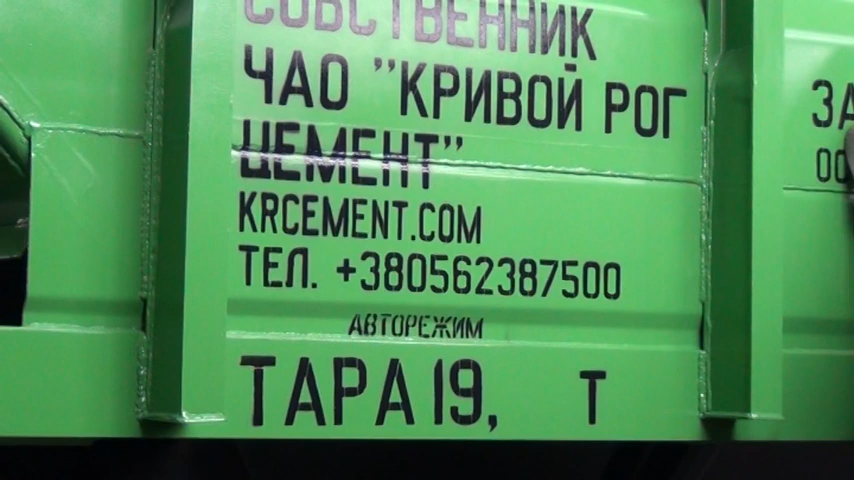 СОБСТВЕННИК
ЧАО "КРИВОЙ РОГ
ЦЕМЕНТ"
KRCEMENT.COM
ТЕЛ. +380562387500
АВТОРЕЖИМ
ТАРА 19, Т